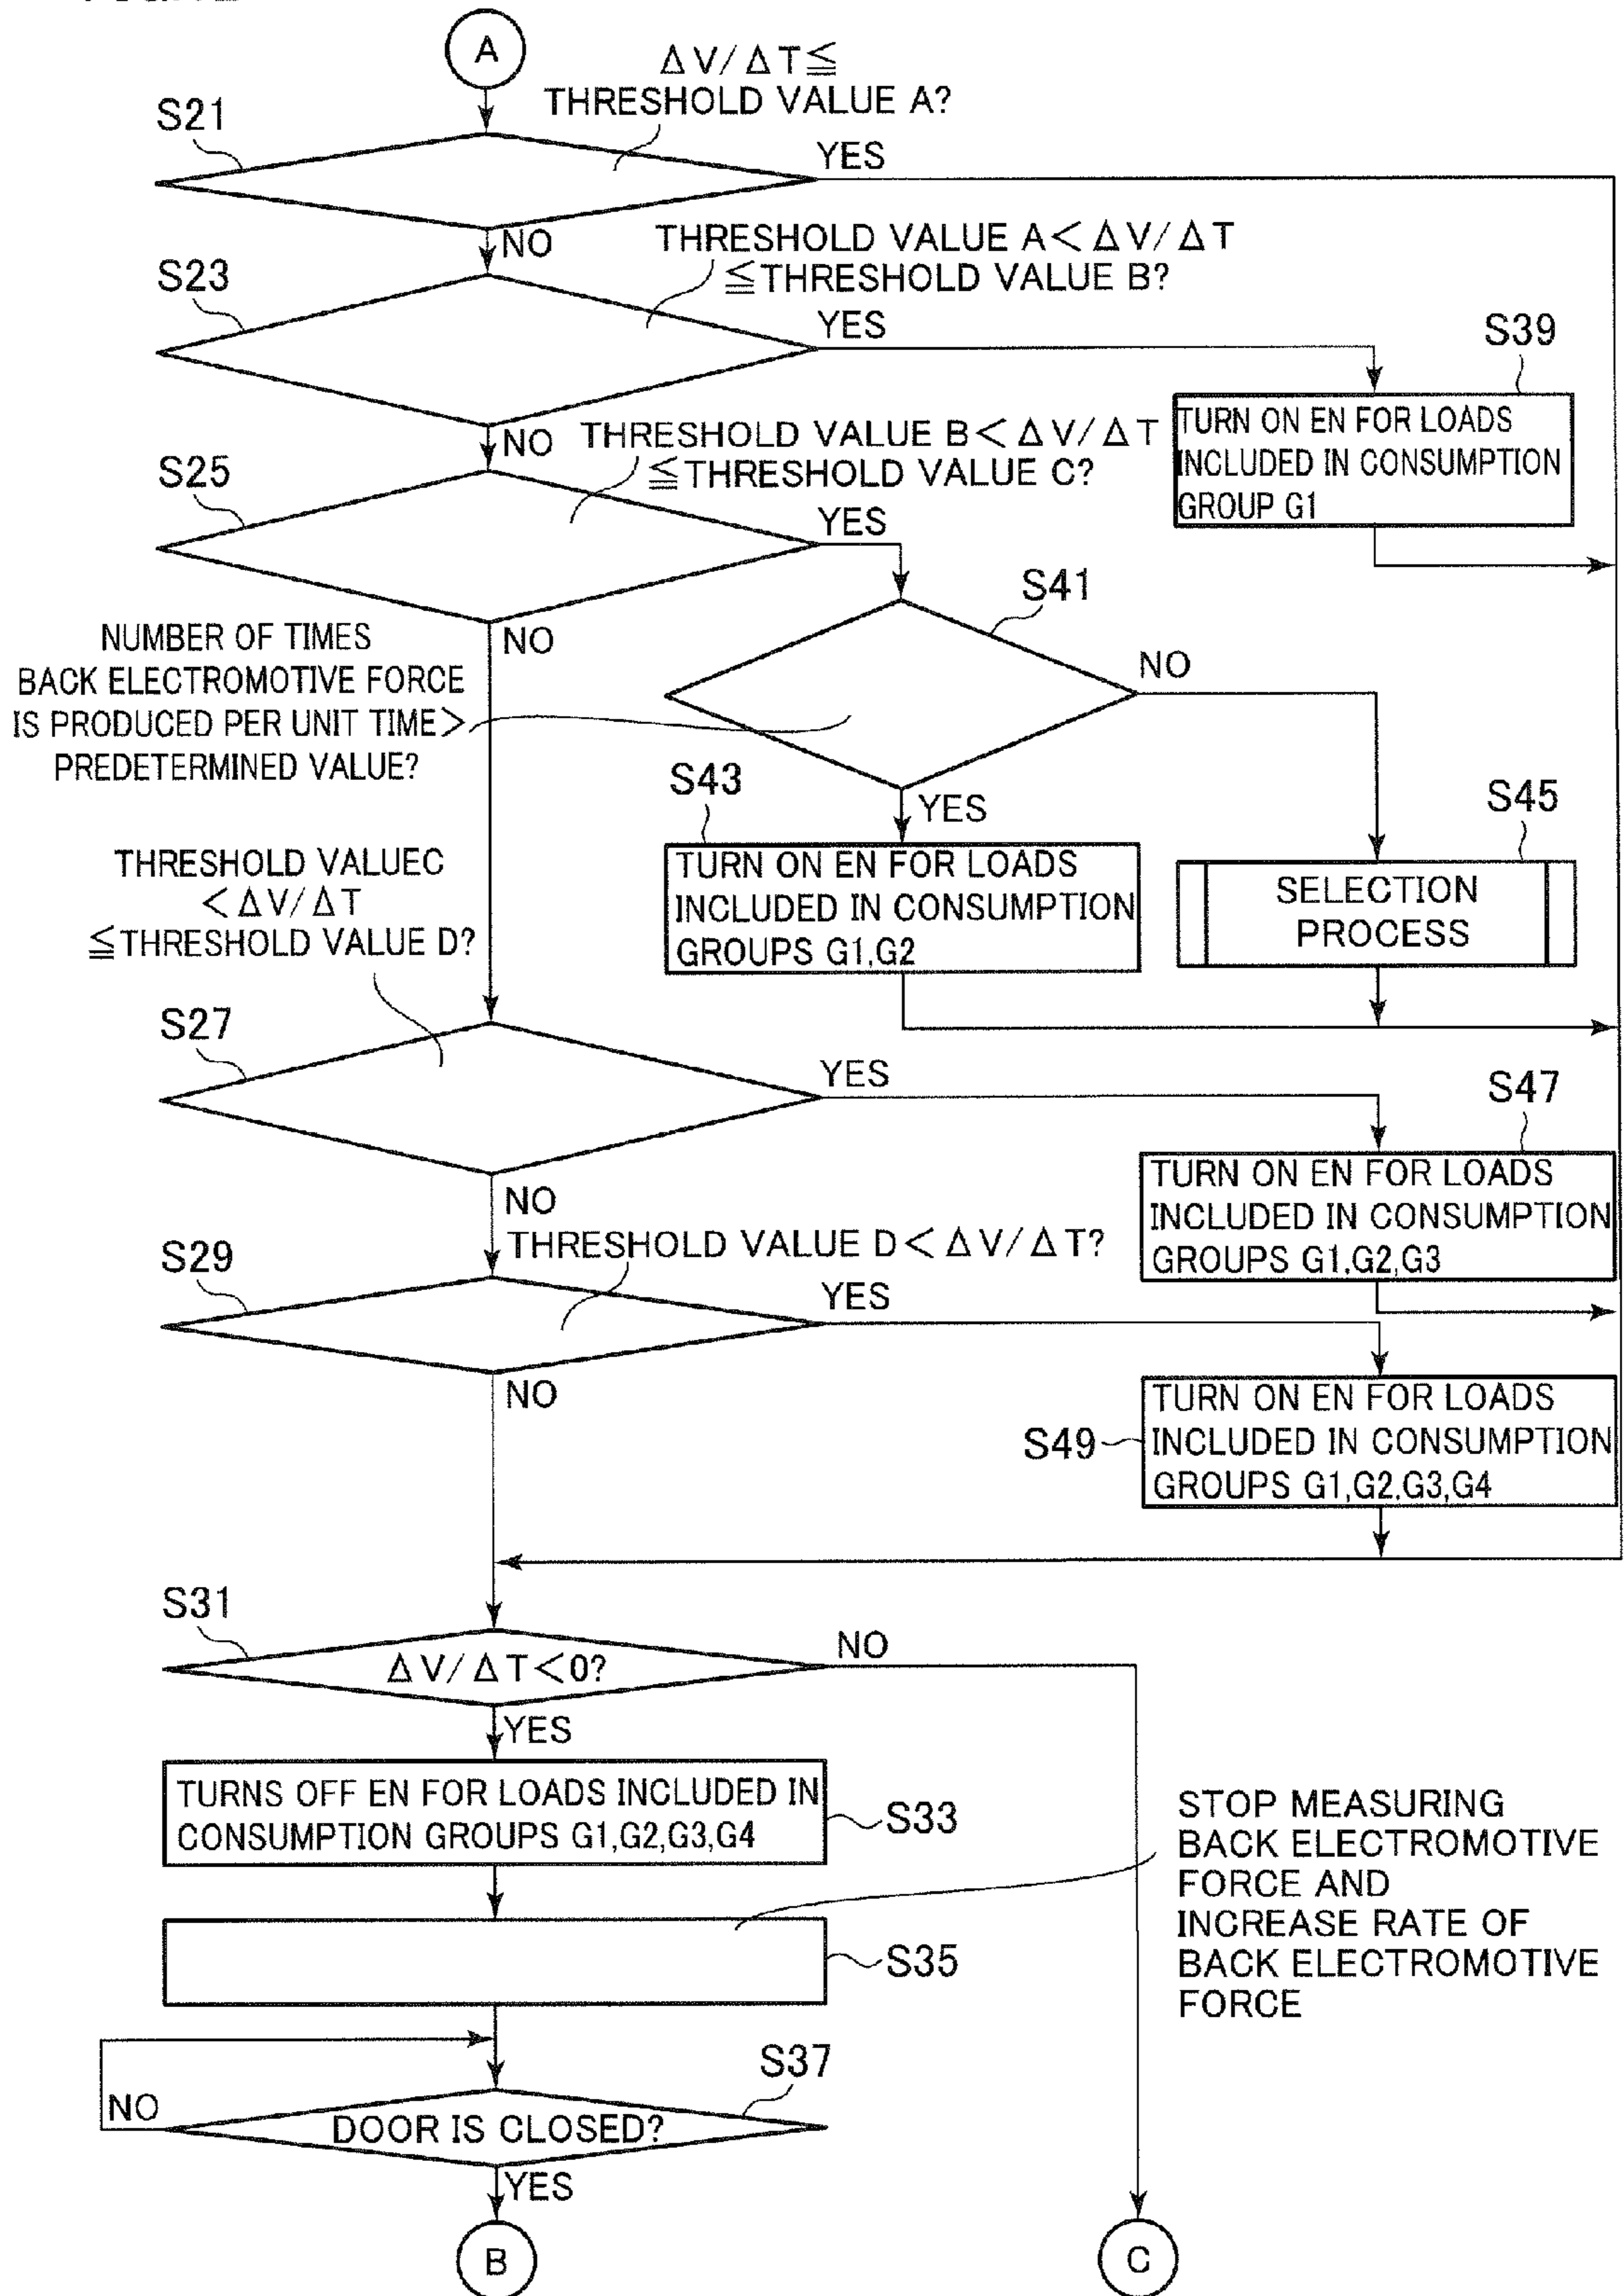 A
ΔV/ΔT≦
THRESHOLD VALUE A?
S21
YES
NO
THRESHOLD VALUE A<ΔV/ΔT
≦THRESHOLD VALUE B?
S23
YES
S39
TURN ON EN FOR LOADS
INCLUDED IN CONSUMPTION
GROUP G1
NO
THRESHOLD VALUE B<ΔV/ΔT
≦THRESHOLD VALUE C?
S25
YES
S41
NO
NUMBER OF TIMES
BACK ELECTROMOTIVE FORCE
IS PRODUCED PER UNIT TIME>
PREDETERMINED VALUE?
NO
YES
S43
TURN ON EN FOR LOADS
INCLUDED IN CONSUMPTION
GROUPS G1,G2
S45
SELECTION
PROCESS
THRESHOLD VALUEC
<ΔV/ΔT
≦THRESHOLD VALUE D?
S27
YES
S47
TURN ON EN FOR LOADS
INCLUDED IN CONSUMPTION
GROUPS G1,G2,G3
NO
THRESHOLD VALUE D<ΔV/ΔT?
S29
YES
NO
S49
TURN ON EN FOR LOADS
INCLUDED IN CONSUMPTION
GROUPS G1,G2,G3,G4
S31
ΔV/ΔT<0?
NO
YES
TURNS OFF EN FOR LOADS INCLUDED IN
CONSUMPTION GROUPS G1,G2,G3,G4
S33
STOP MEASURING
BACK ELECTROMOTIVE
FORCE AND
INCREASE RATE OF
BACK ELECTROMOTIVE
FORCE
S35
S37
NO
DOOR IS CLOSED?
YES
B
C